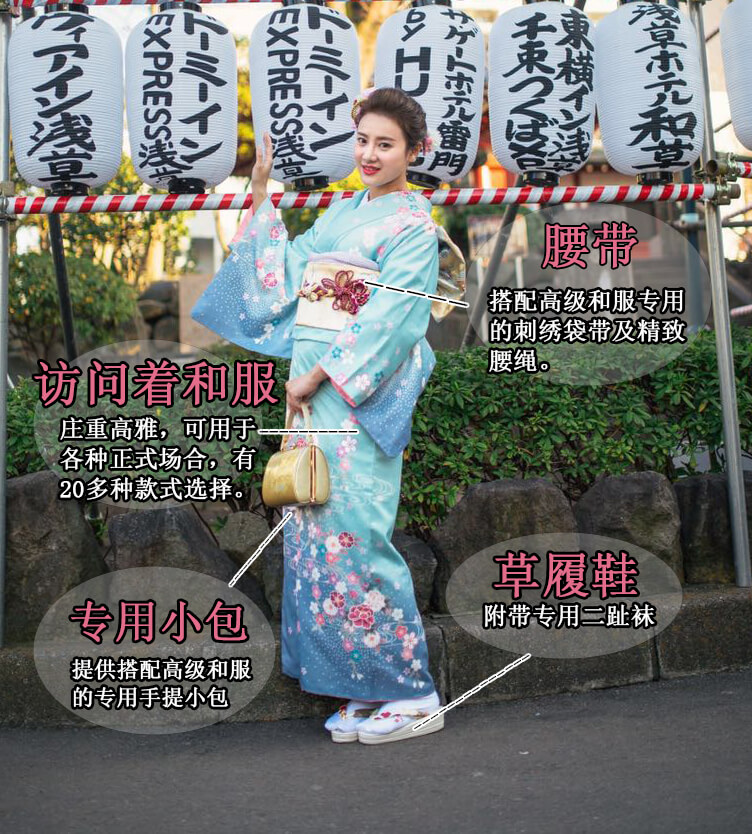 ヴィアイン浅草
ドーミーイン
EXPRESS浅草
ドーミーイン
EXPRESS浅草
ザ・ゲートホテル雷門
BY HU
東横イン浅草
千束つくば
浅草ホテル和草
腰带
搭配高级和服专用
的刺绣袋带及精致
腰绳。
访问着和服
庄重高雅，可用于
各种正式场合，有
20多种款式选择。
草履鞋
附带专用二趾袜
专用小包
提供搭配高级和服
的专用手提小包